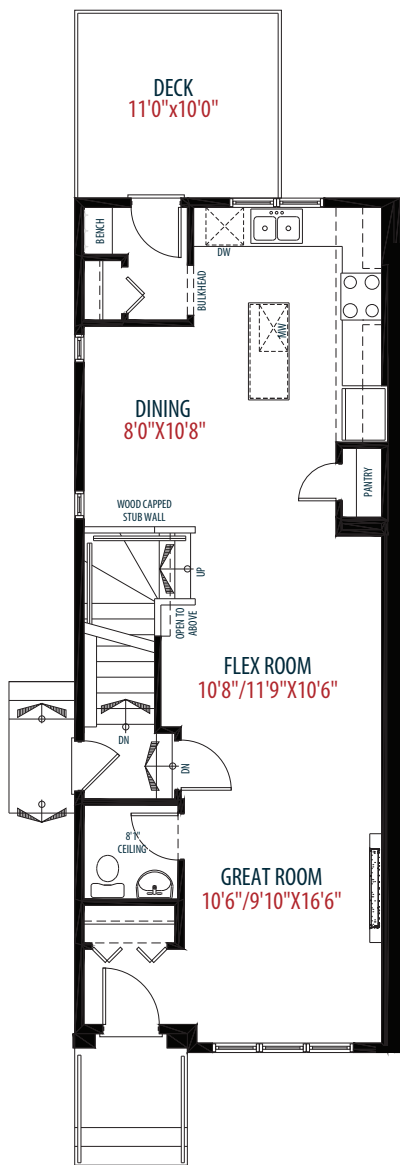 DECK
11'0"x10'0"
BENCH
DW
BULKHEAD
MW
DINING
8'0"X10'8"
PANTRY
WOOD CAPPED
STUB WALL
UP
OPEN TO
ABOVE
FLEX ROOM
10'8"/11'9"X10'6"
DN
DN
8'1"
CEILING
GREAT ROOM
10'6"/9'10"X16'6"